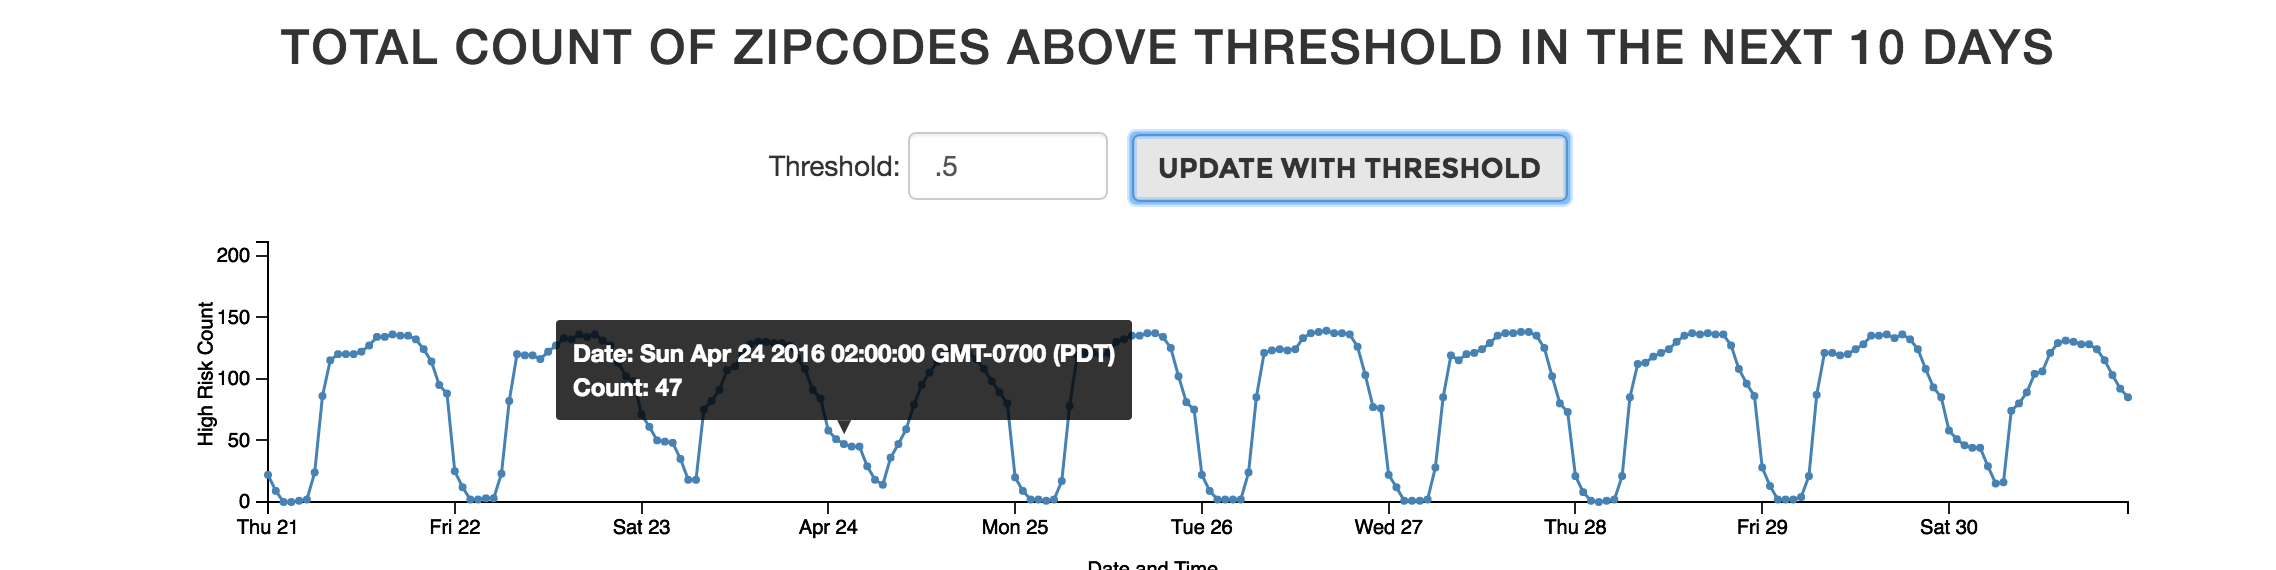 TOTAL COUNT OF ZIPCODES ABOVE THRESHOLD IN THE NEXT 10 DAYS
Threshold: .5 UPDATE WITH THRESHOLD
200
150
100
50
0
High Risk Count
Date: Sun Apr 24 2016 02:00:00 GMT-0700 (PDT)
Count: 47
Thu 21 Fri 22 Sat 23 Apr 24 Mon 25 Tue 26 Wed 27 Thu 28 Fri 29 Sat 30
Date and Time